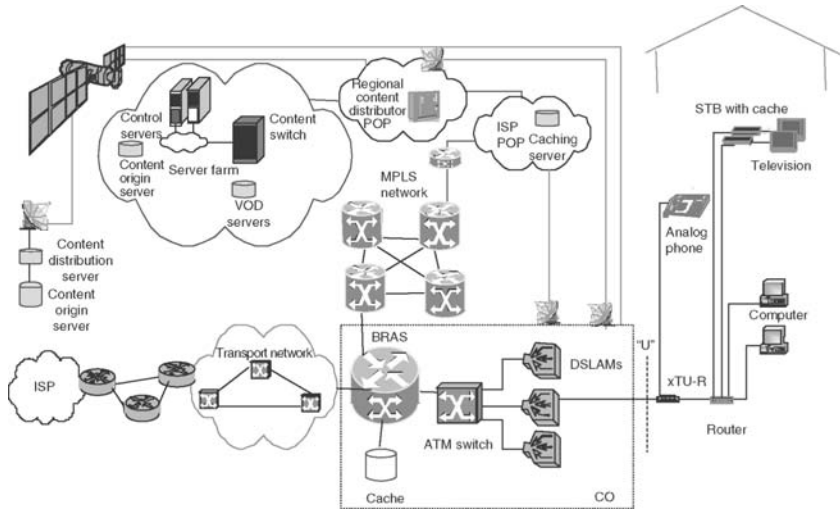 Control
servers
Content
switch
Content
origin
server
Server farm
VOD
servers
Regional
content
distributor
POP
ISP
POP
Caching
server
MPLS
network
STB with cache
Television
Analog
phone
Content
distribution
server
Content
origin
server
Computer
BRAS
DSLAMs
"U"
xTU-R
Router
ISP
Transport network
ATM switch
Cache
CO